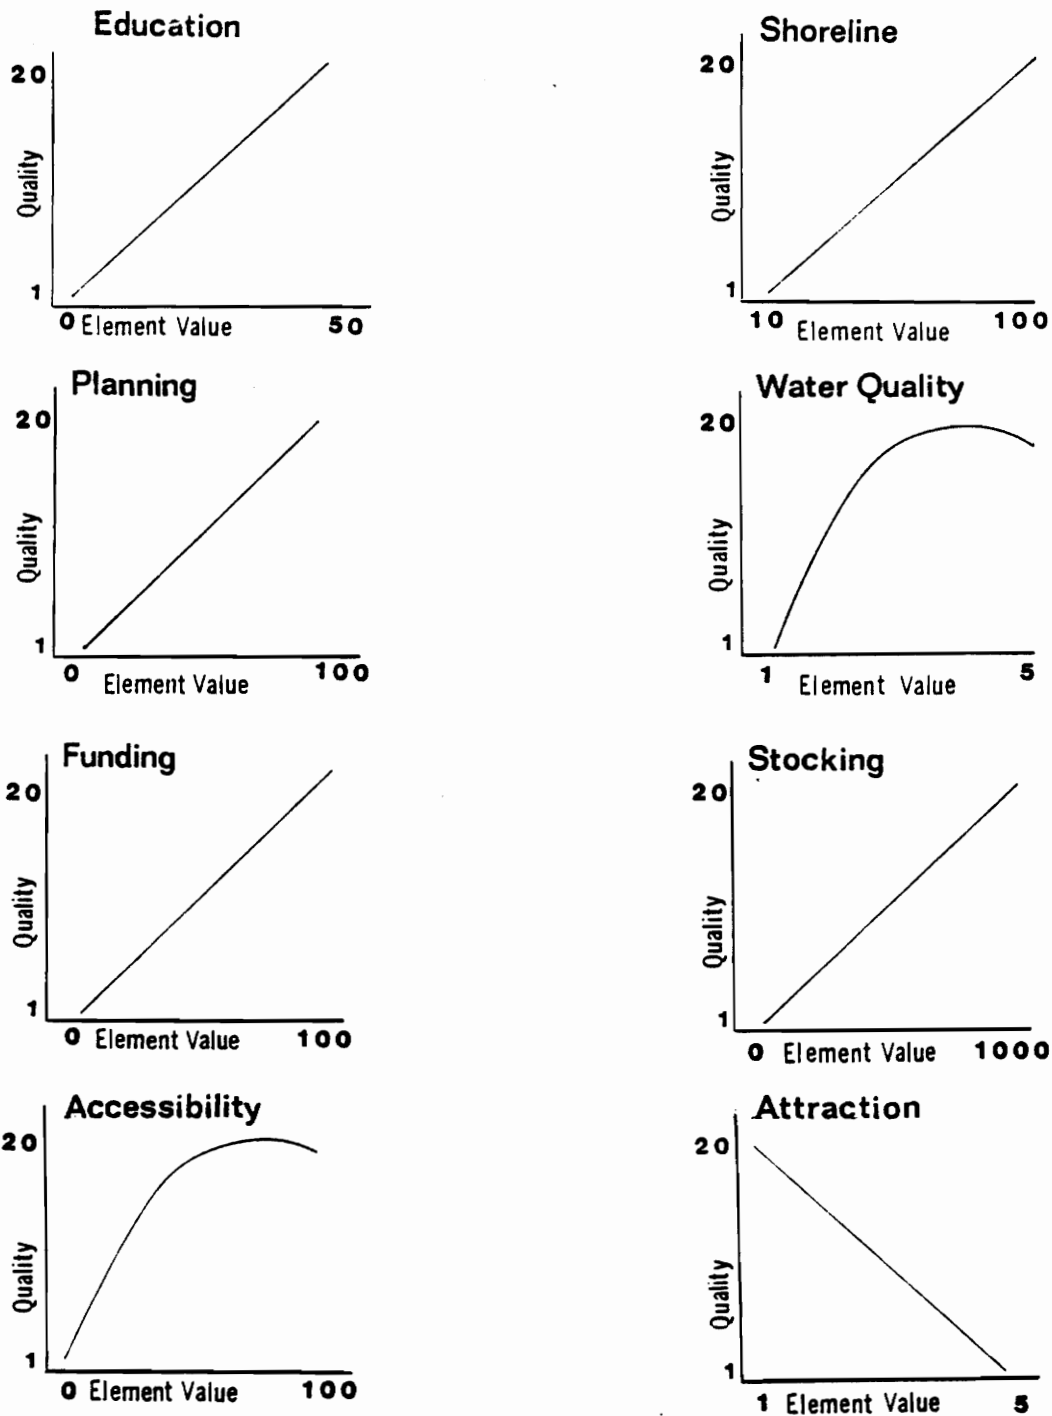 Education
20
Quality
1
0 Element Value 50
Shoreline
20
Quality
1
10 Element Value 100
Planning
20
Quality
1
0 Element Value 100
Water Quality
20
Quality
1
1 Element Value 5
Funding
20
Quality
1
0 Element Value 100
Stocking
20
Quality
1
0 Element Value 1000
Accessibility
20
Quality
1
0 Element Value 100
Attraction
20
Quality
1
1 Element Value 5